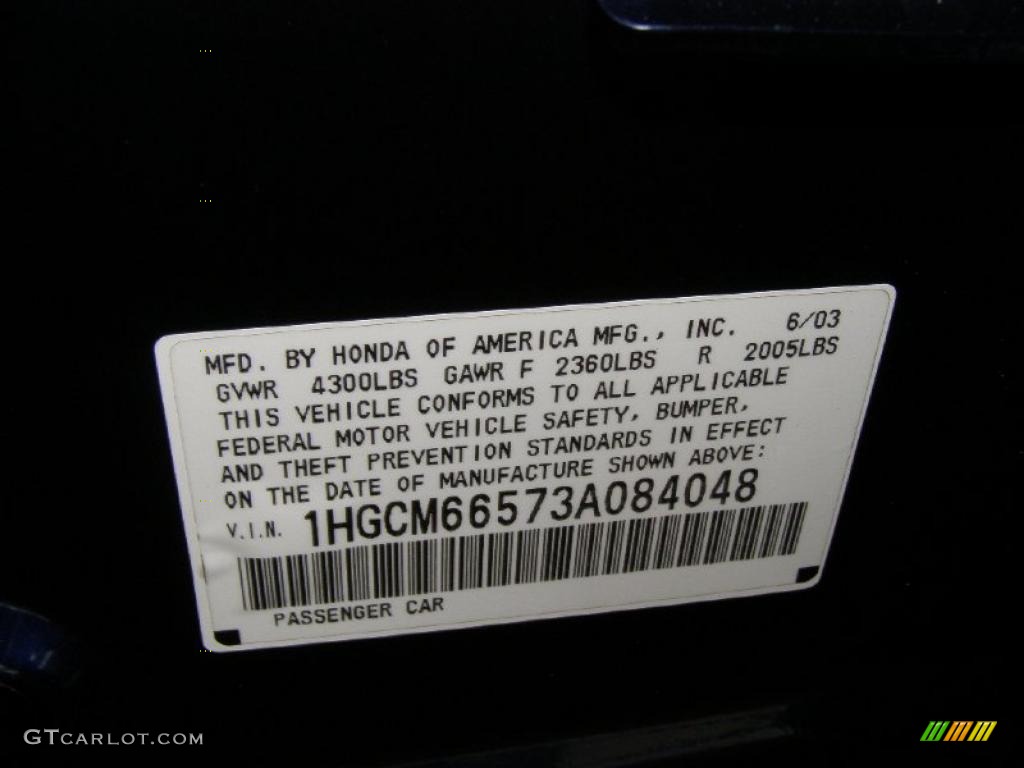 MFD. BY HONDA OF AMERICA MFG., INC. 6/03
GVWR 4300LBS GAWR F 2360LBS R 2005LBS
THIS VEHICLE CONFORMS TO ALL APPLICABLE
FEDERAL MOTOR VEHICLE SAFETY, BUMPER,
AND THEFT PREVENTION STANDARDS IN EFFECT
ON THE DATE OF MANUFACTURE SHOWN ABOVE:
V.I.N. 1HGCM66573A084048
PASSENGER CAR
GTCARLOT.COM